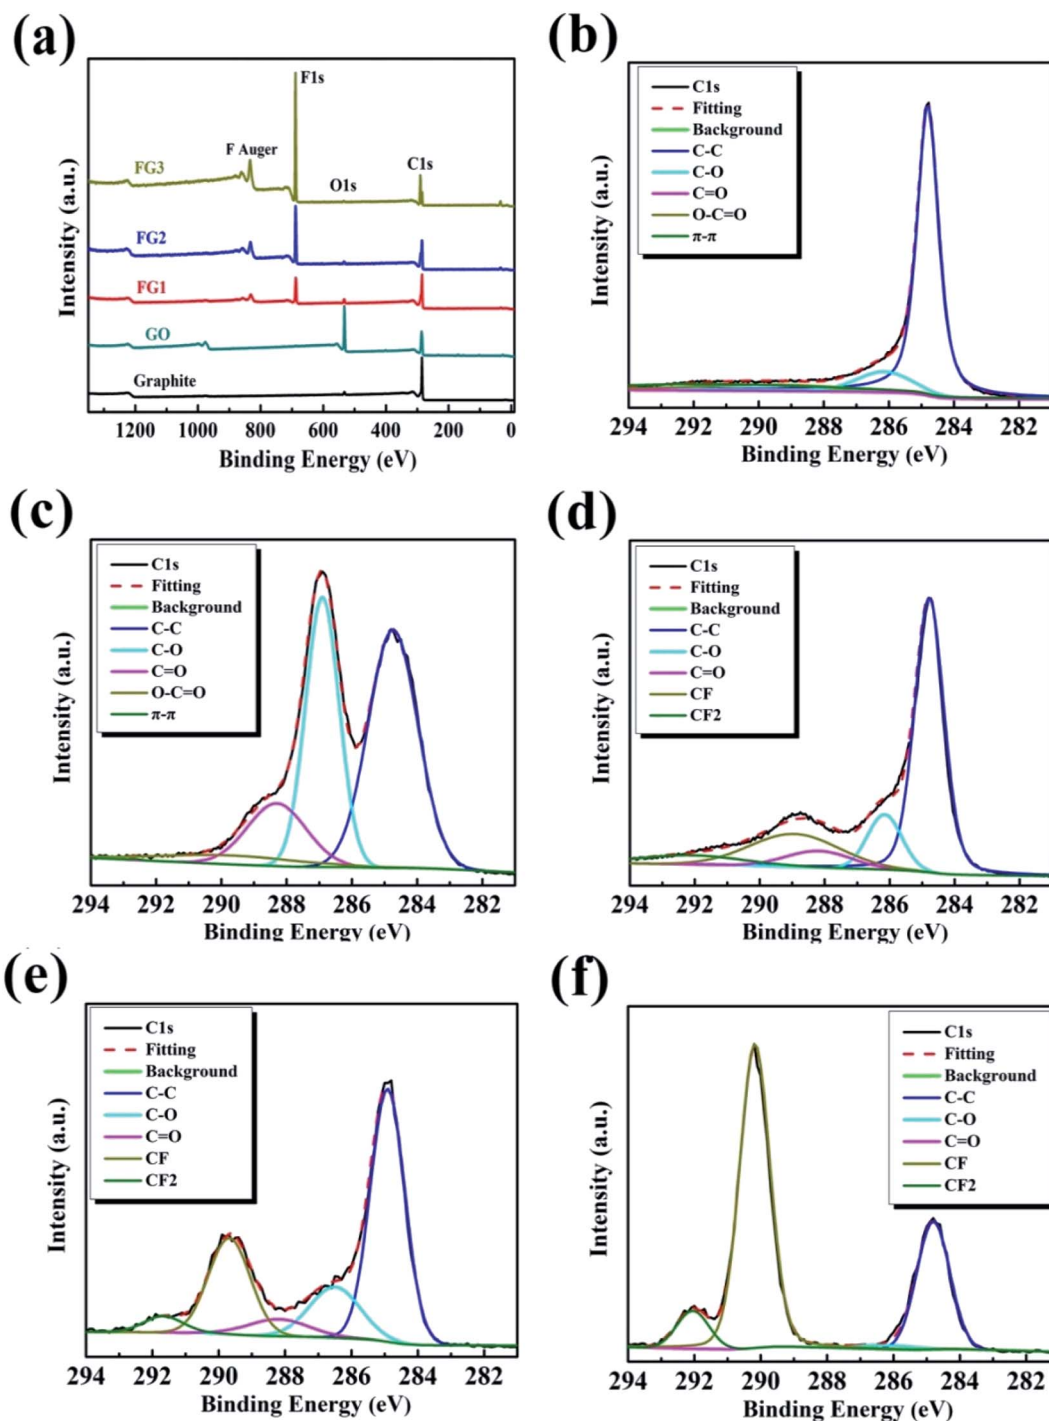 (a)
Intensity (a.u.)
F1s
F Auger
C1s
O1s
FG3
FG2
FG1
GO
Graphite
1200 1000 800 600 400 200 0
Binding Energy (eV)
(b)
Intensity (a.u.)
C1s
Fitting
Background
C-C
C-O
C=O
O-C=O
π-π
294 292 290 288 286 284 282
Binding Energy (eV)
(c)
Intensity (a.u.)
C1s
Fitting
Background
C-C
C-O
C=O
O-C=O
π-π
294 292 290 288 286 284 282
Binding Energy (eV)
(d)
Intensity (a.u.)
C1s
Fitting
Background
C-C
C-O
C=O
CF
CF2
294 292 290 288 286 284 282
Binding Energy (eV)
(e)
Intensity (a.u.)
C1s
Fitting
Background
C-C
C-O
C=O
CF
CF2
294 292 290 288 286 284 282
Binding Energy (eV)
(f)
Intensity (a.u.)
C1s
Fitting
Background
C-C
C-O
C=O
CF
CF2
294 292 290 288 286 284 282
Binding Energy (eV)